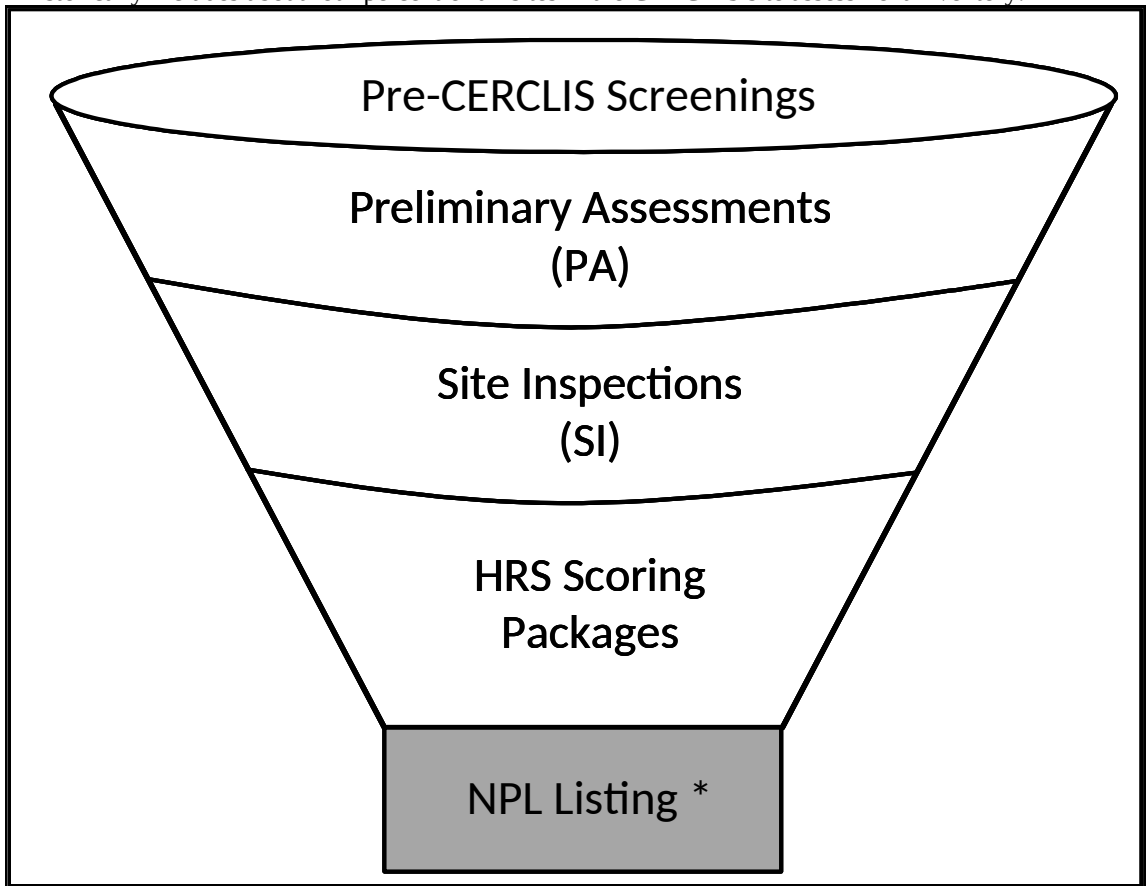 Pre-CERCLIS Screenings
Preliminary Assessments
(PA)
Site Inspections
(SI)
HRS Scoring
Packages
NPL Listing *